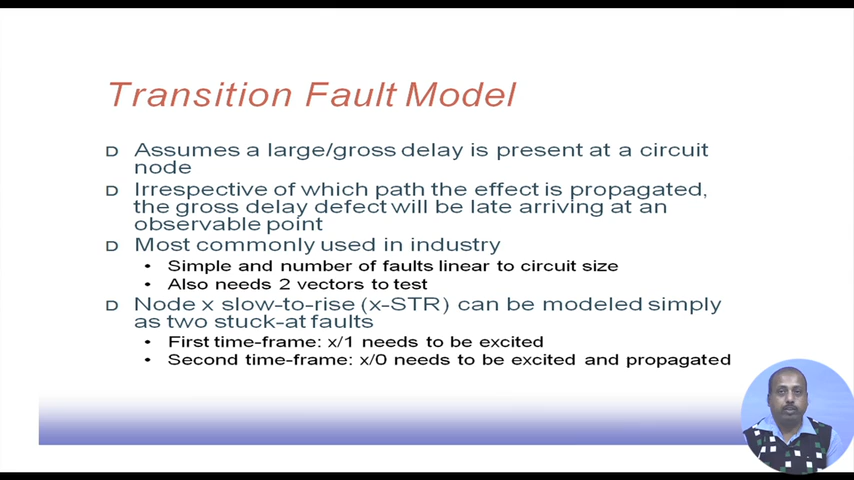 Transition Fault Model
D Assumes a large/gross delay is present at a circuit
node
D Irrespective of which path the effect is propagated,
the gross delay defect will be late arriving at an
observable point
D Most commonly used in industry
• Simple and number of faults linear to circuit size
• Also needs 2 vectors to test
D Node x slow-to-rise (x-STR) can be modeled simply
as two stuck-at faults
• First time-frame: x/1 needs to be excited
• Second time-frame: x/0 needs to be excited and propagated